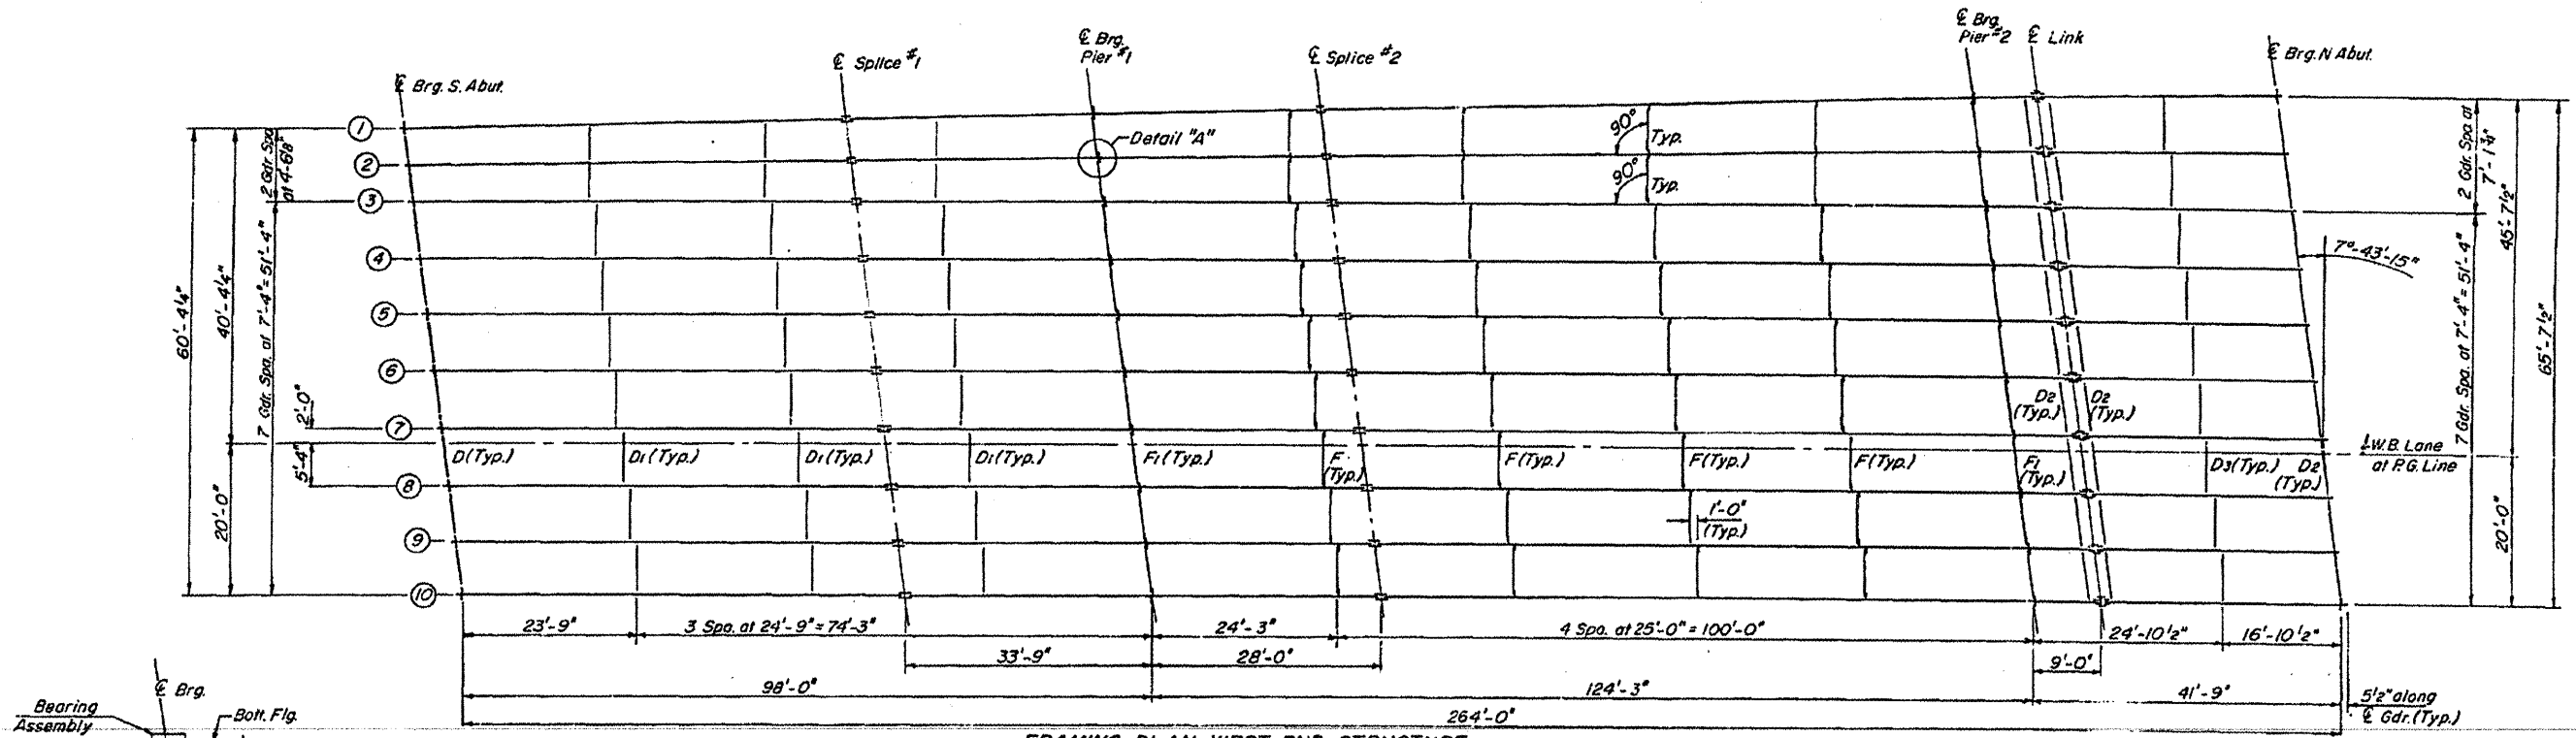 ℄ Brg. S. Abut.
℄ Splice #1
℄ Brg.
Pier #1
℄ Splice #2
℄ Brg.
Pier #2
℄ Link
℄ Brg. N. Abut.
1
2
3
4
5
6
7
8
9
10
Detail "A"
90°
Typ.
90°
Typ.
60'-4¼"
40'-4¼"
20'-0"
2 Gdr. Spa.
at 4'-6⅛"
7 Gdr. Spa. at 7'-4" = 51'-4"
2'-0"
5'-4"
2 Gdr. Spa. at
7'-1¾"
7 Gdr. Spa. at 7'-4" = 51'-4"
45'-7½"
20'-0"
65'-7½"
7°-43'-15"
D2
(Typ.)
D2
(Typ.)
D(Typ.)
D1(Typ.)
D1(Typ.)
D1(Typ.)
F1(Typ.)
F
(Typ.)
F(Typ.)
F(Typ.)
F(Typ.)
F1
(Typ.)
D3(Typ.)
D2
(Typ.)
W.B. Lane
at P.G. Line
1'-0"
(Typ.)
23'-9"
3 Spa. at 24'-9" = 74'-3"
24'-3"
4 Spa. at 25'-0" = 100'-0"
24'-10½"
16'-10½"
33'-9"
28'-0"
9'-0"
98'-0"
124'-3"
41'-9"
5½" along
℄ Gdr. (Typ.)
264'-0"
℄ Brg.
Bearing
Assembly
Bott. Flg.